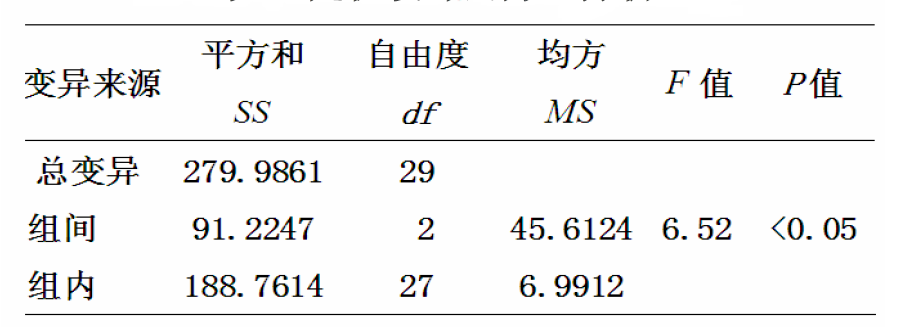 变异来源 平方和 SS 自由度 df 均方 MS F 值 P值
总变异 279.9861 29
组间 91.2247 2 45.6124 6.52 <0.05
组内 188.7614 27 6.9912